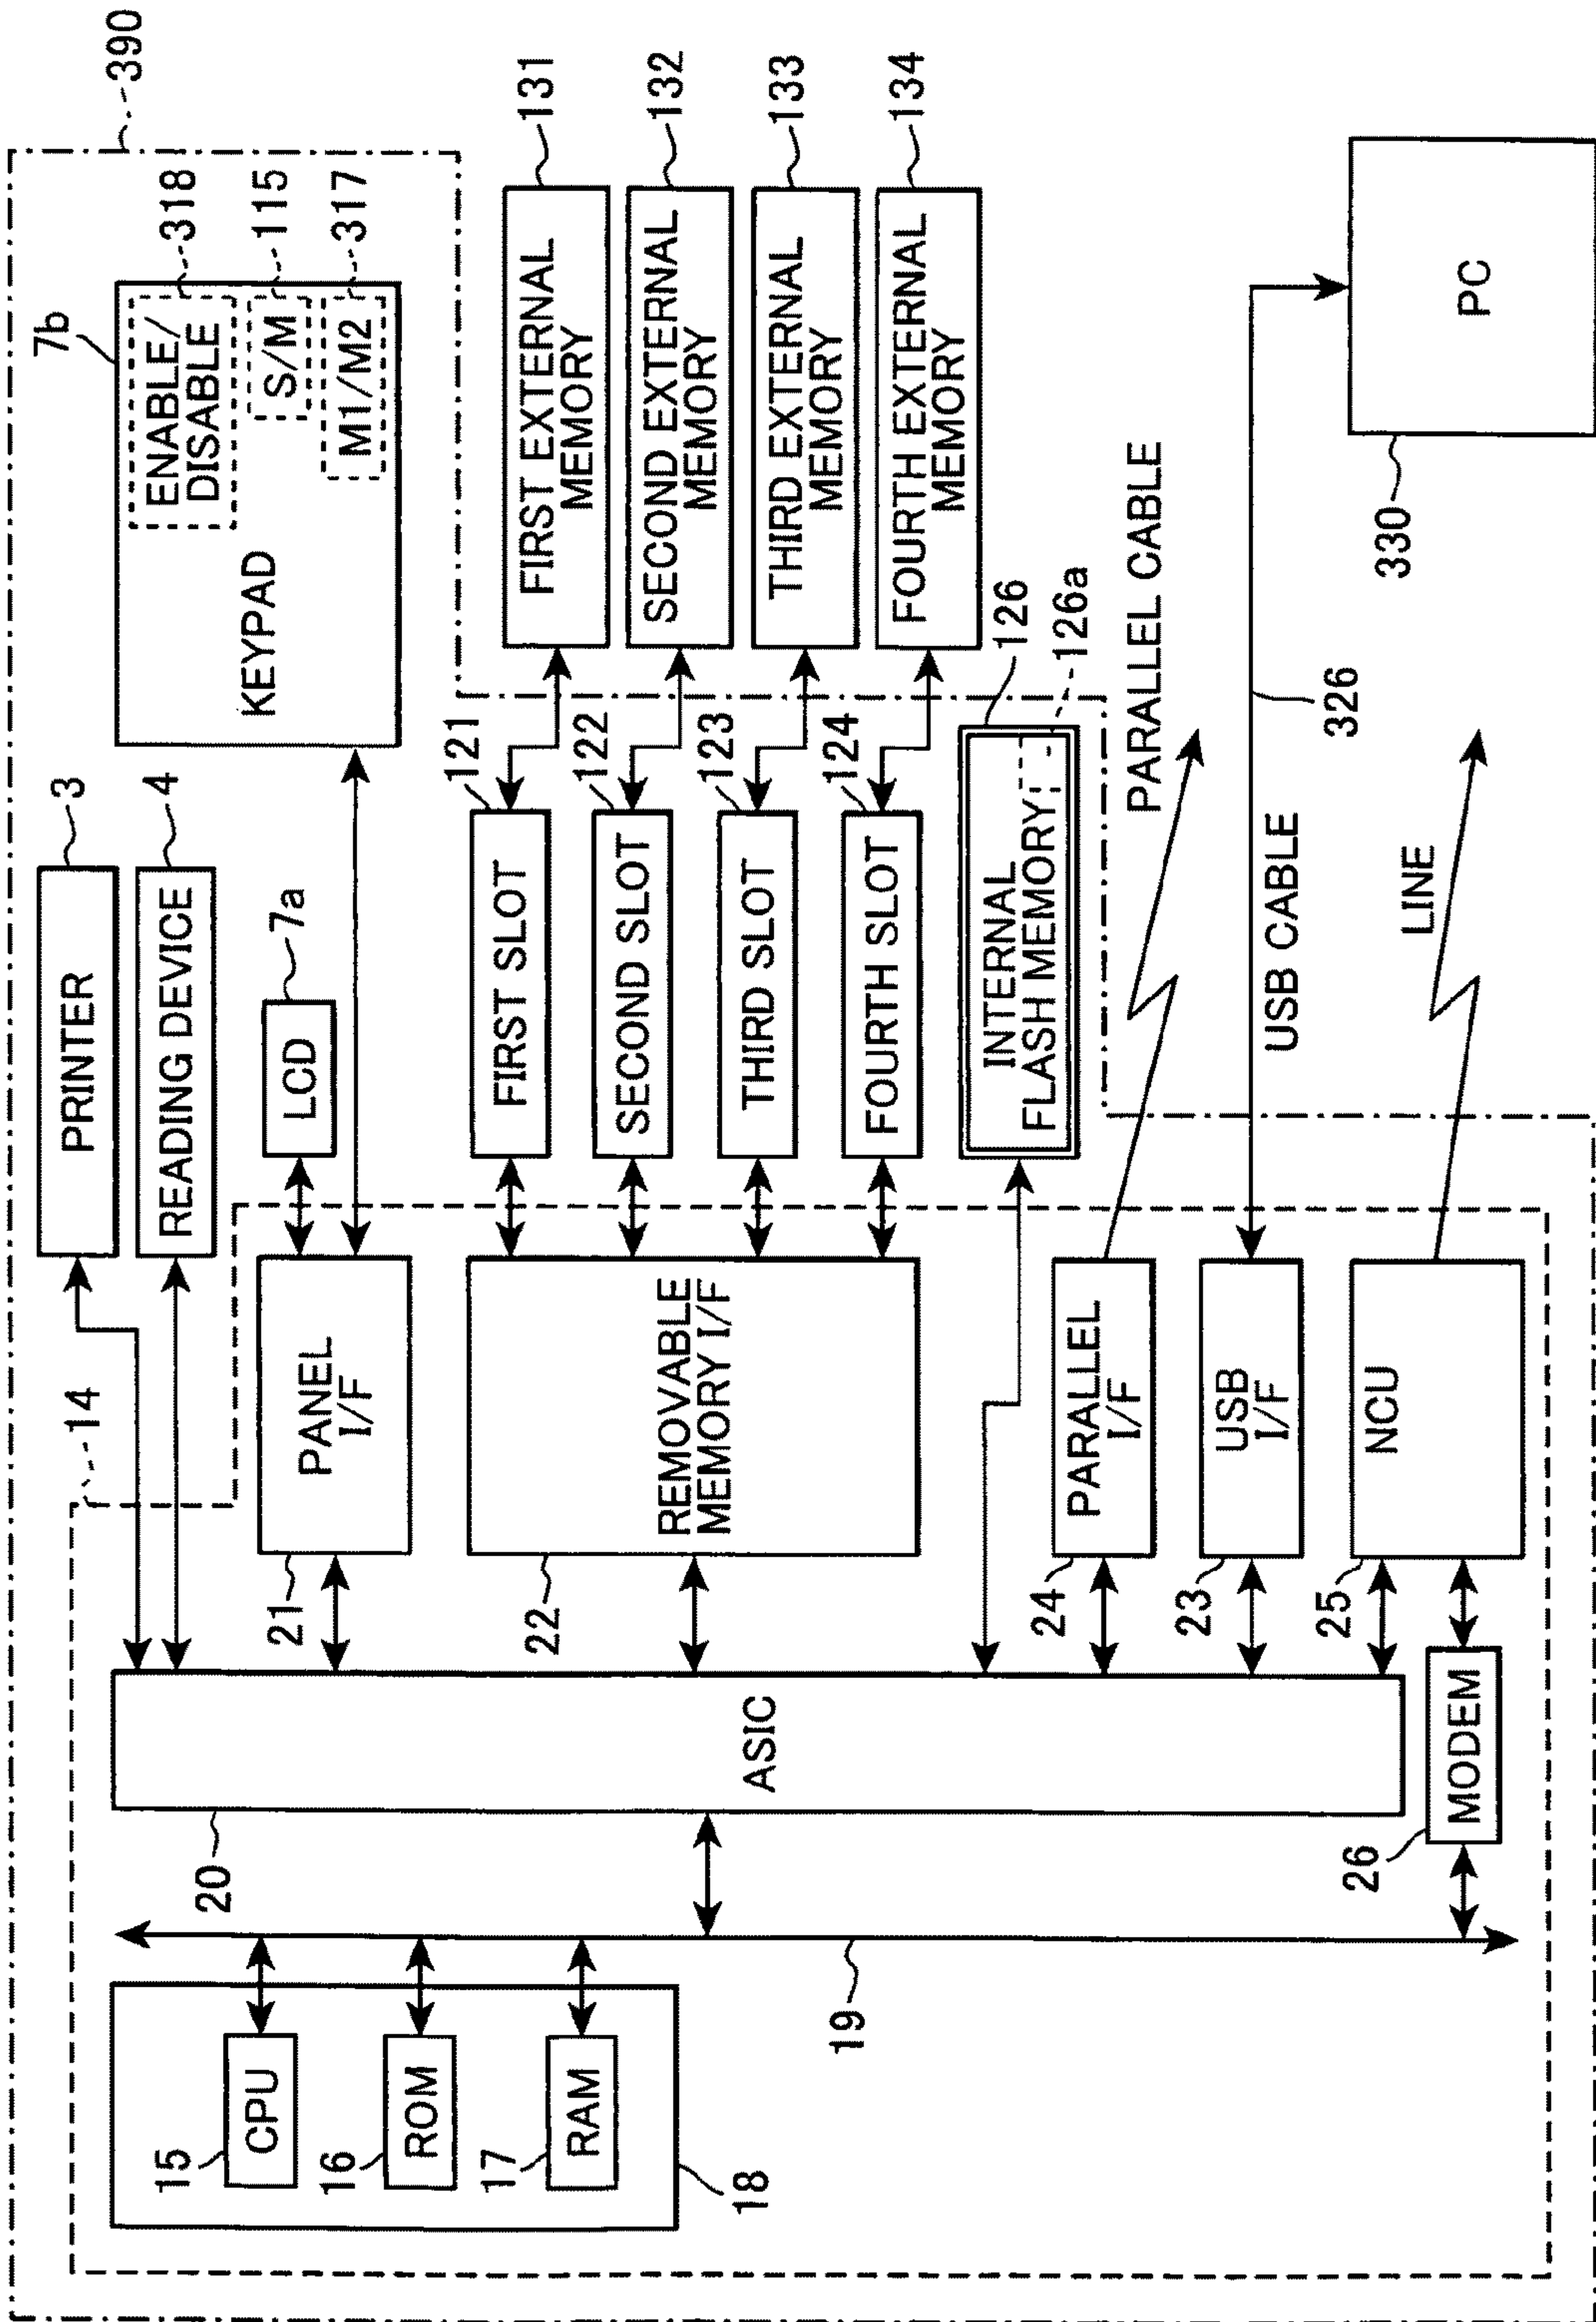 390
7b
ENABLE/
DISABLE
318
S/M
115
M1/M2
317
KEYPAD
PRINTER
3
READING DEVICE
4
LCD
7a
14
PANEL
I/F
21
REMOVABLE
MEMORY I/F
22
FIRST SLOT
121
SECOND SLOT
122
THIRD SLOT
123
FOURTH SLOT
124
FIRST EXTERNAL
MEMORY
131
SECOND EXTERNAL
MEMORY
132
THIRD EXTERNAL
MEMORY
133
FOURTH EXTERNAL
MEMORY
134
INTERNAL
FLASH MEMORY
126
126a
PARALLEL
I/F
24
PARALLEL CABLE
USB
I/F
23
USB CABLE
326
PC
330
NCU
25
LINE
MODEM
26
ASIC
20
19
CPU
15
ROM
16
RAM
17
18